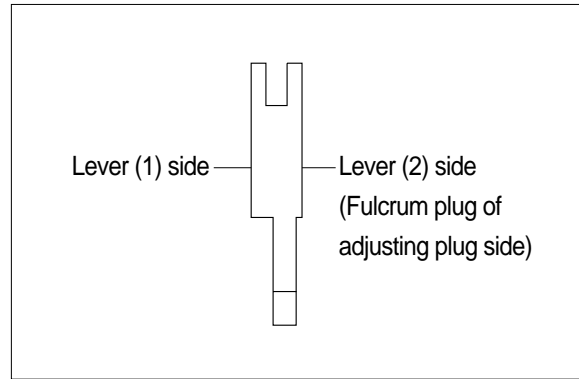 Lever (1) side
Lever (2) side
(Fulcrum plug of
adjusting plug side)